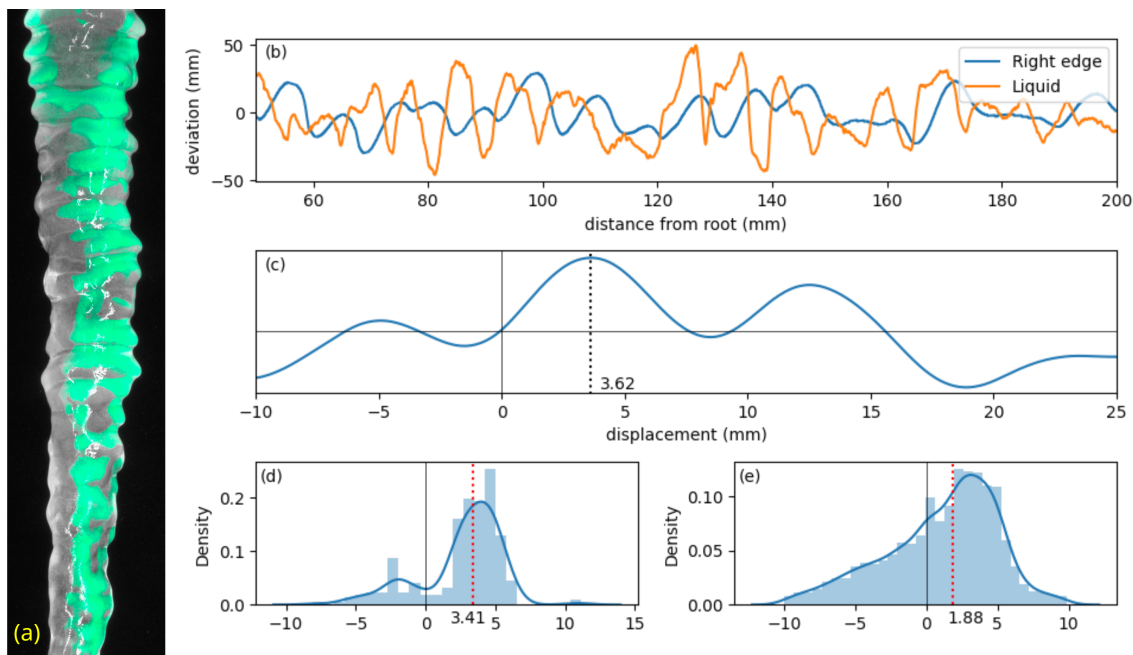 (a)
(b)
Right edge
Liquid
deviation (mm)
50
0
−50
60 80 100 120 140 160 180 200
distance from root (mm)
(c)
3.62
−10 −5 0 5 10 15 20 25
displacement (mm)
(d)
Density
0.2
0.1
0.0
−10 −5 0 5 10 15
3.41
(e)
Density
0.10
0.05
0.00
−10 −5 0 5 10
1.88